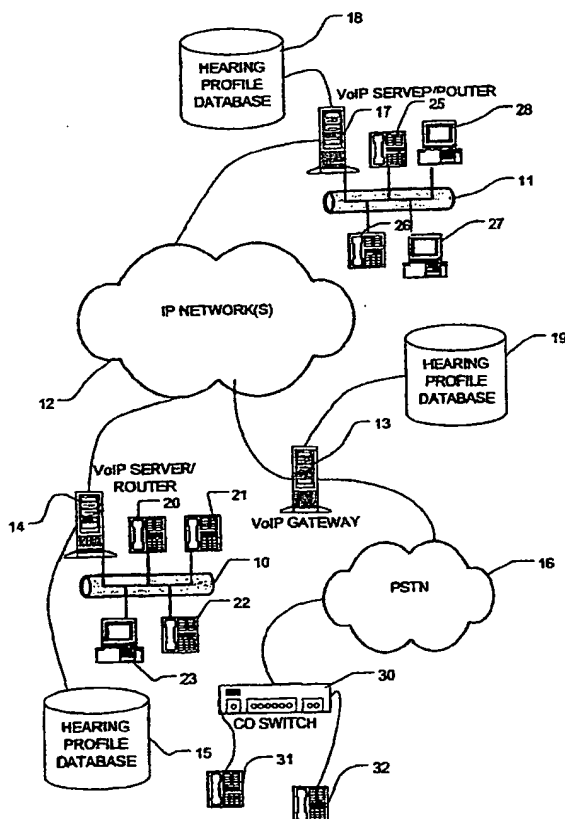 18
HEARING
PROFILE
DATABASE
VoIP SERVER/ROUTER
25
28
17
11
26
27
IP NETWORK(S)
12
19
HEARING
PROFILE
DATABASE
13
VoIP GATEWAY
VoIP SERVER/
ROUTER
14
20
21
10
22
23
PSTN
16
30
CO SWITCH
HEARING
PROFILE
DATABASE
15
31
32